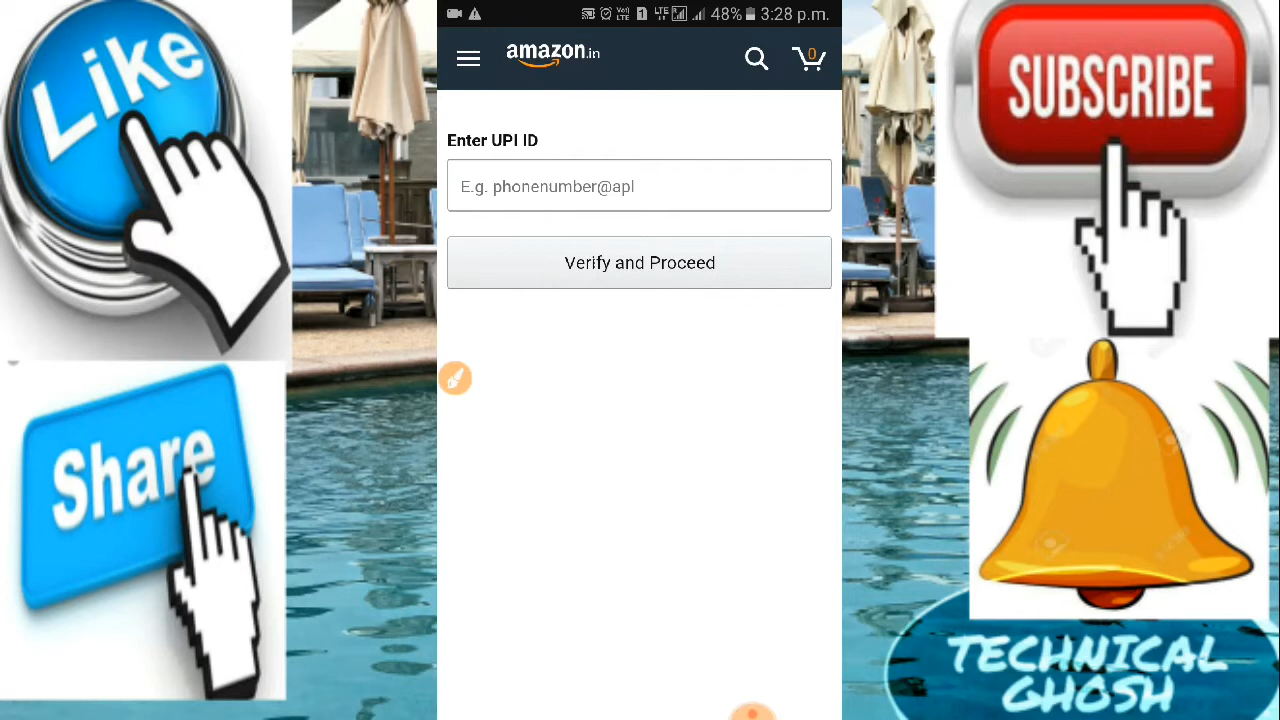 Like
Share
48% 3:28 p.m.
amazon.in
0
Enter UPI ID
E.g. phonenumber@apl
Verify and Proceed
SUBSCRIBE
TECHNICAL
GHOSH